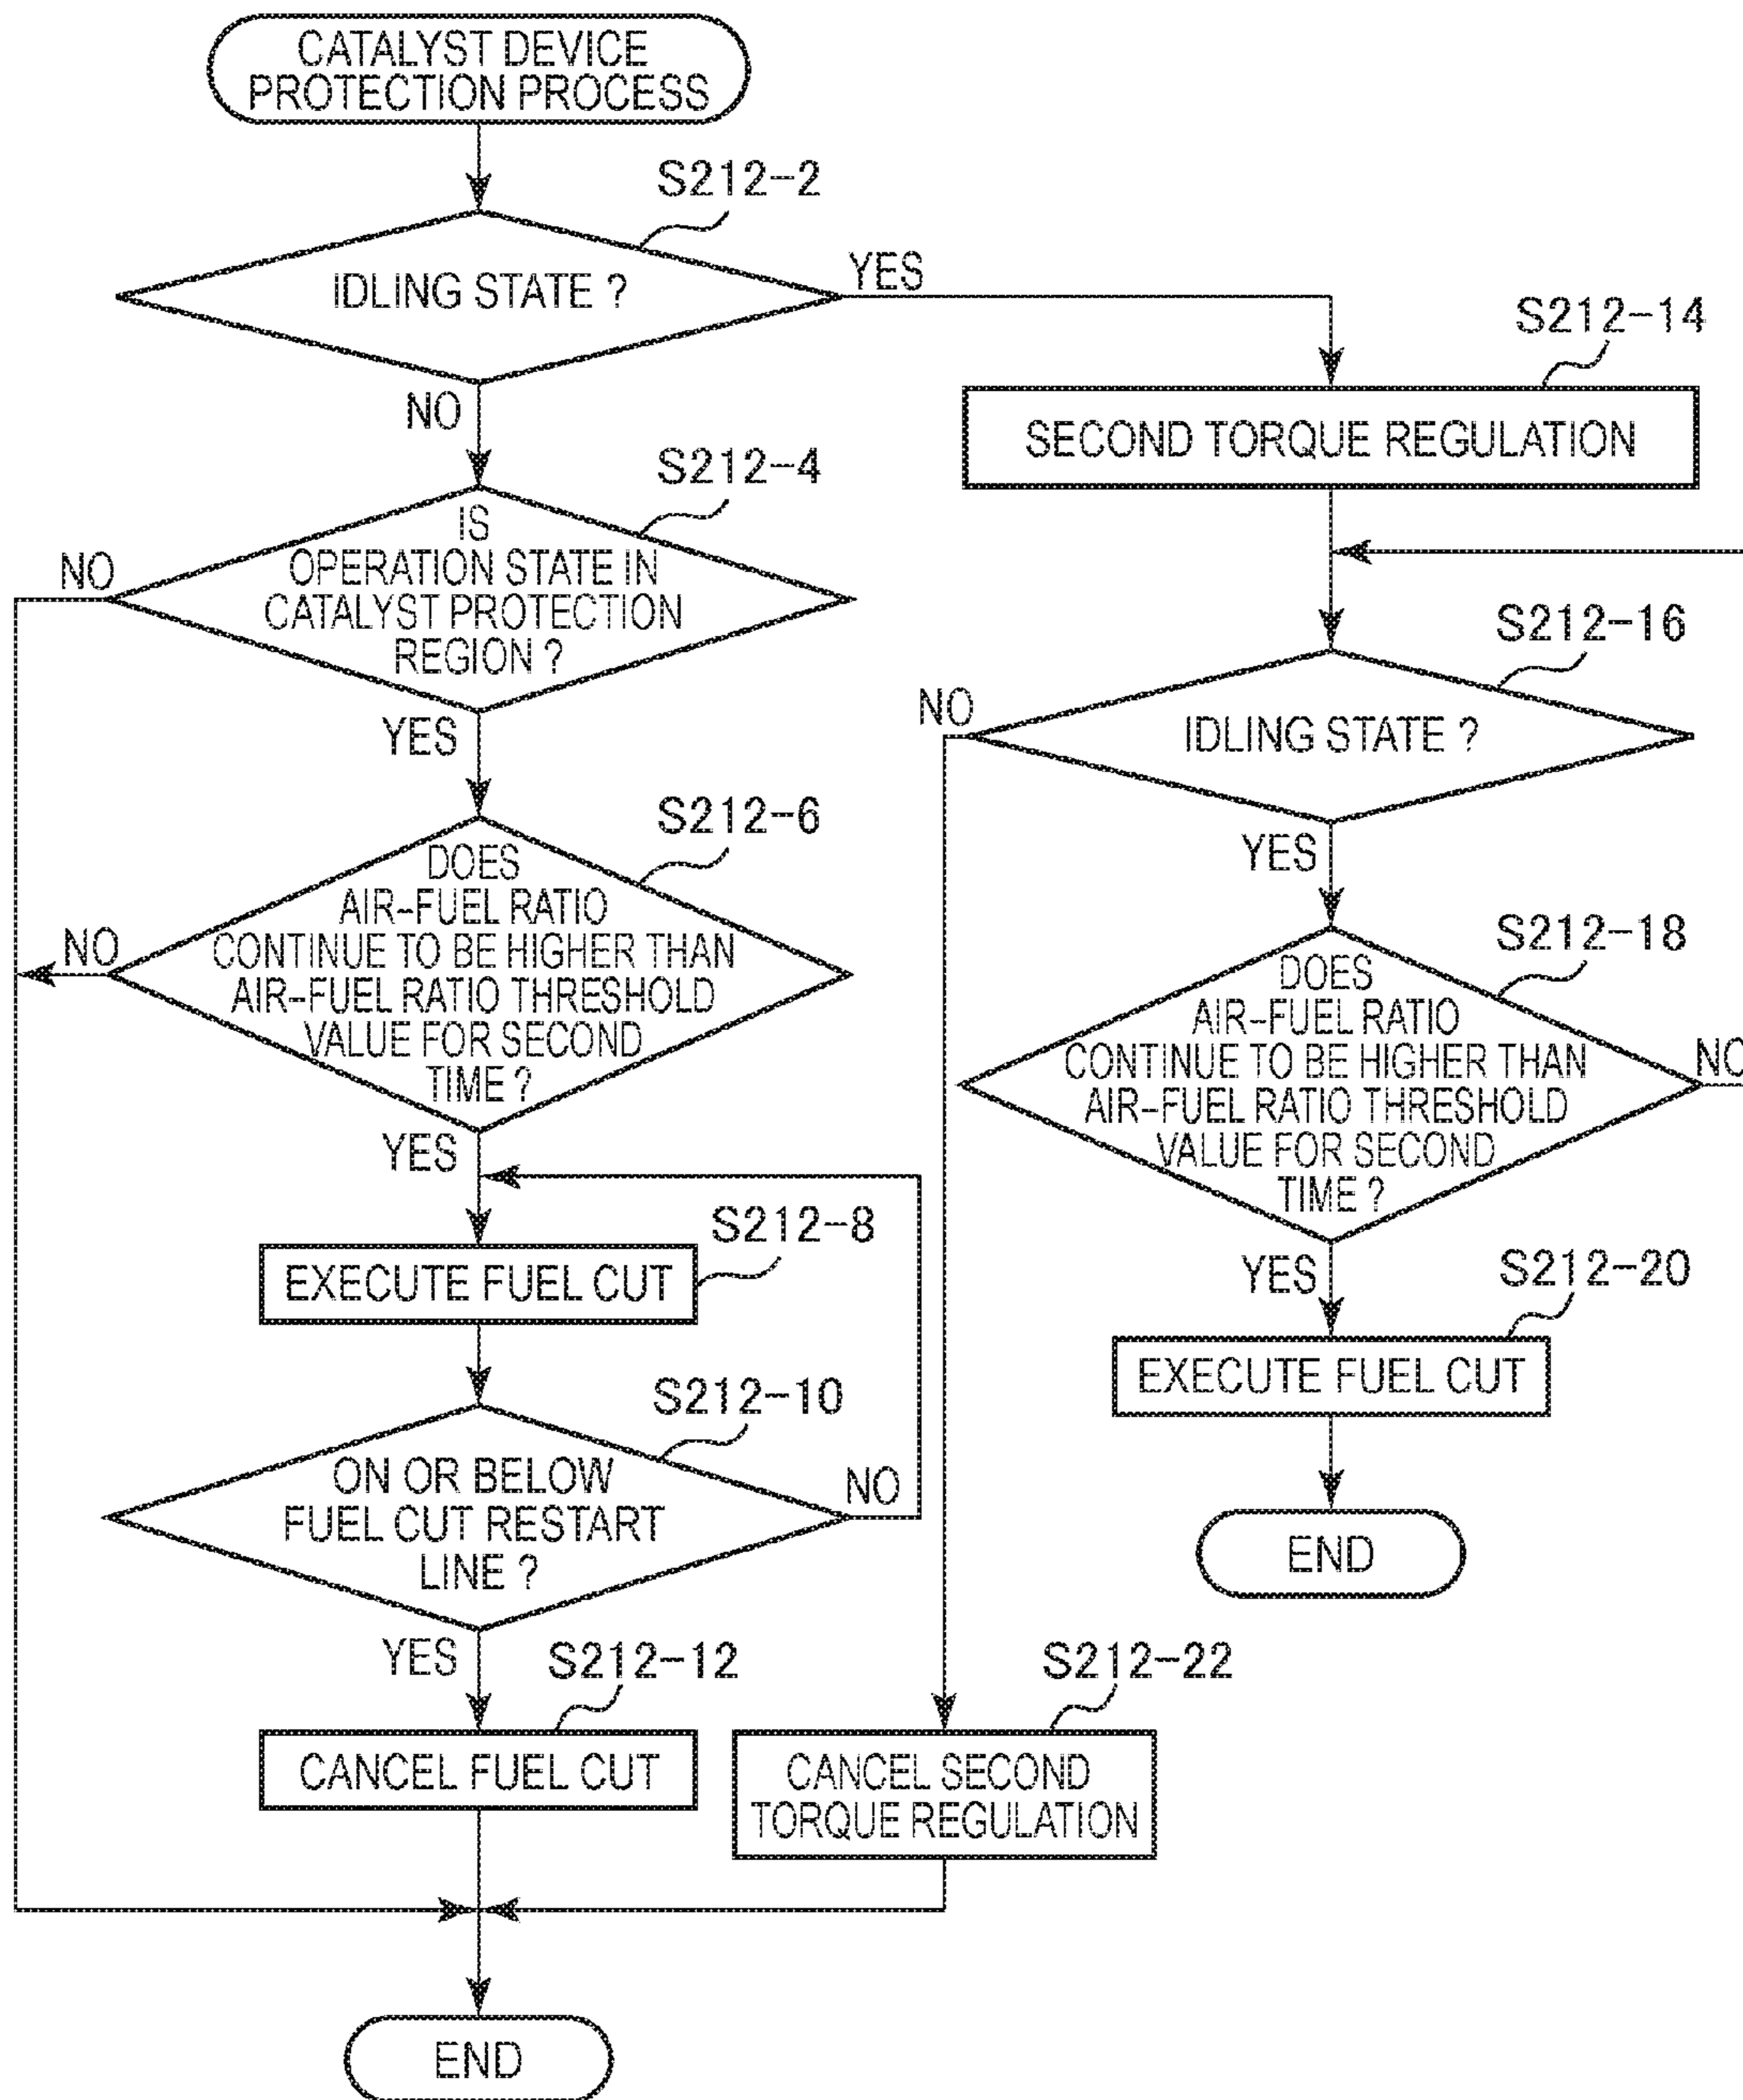 CATALYST DEVICE
PROTECTION PROCESS
S212-2
IDLING STATE ?
YES
NO
S212-4
IS
OPERATION STATE IN
CATALYST PROTECTION
REGION ?
NO
YES
S212-6
DOES
AIR-FUEL RATIO
CONTINUE TO BE HIGHER THAN
AIR-FUEL RATIO THRESHOLD
VALUE FOR SECOND
TIME ?
NO
YES
S212-8
EXECUTE FUEL CUT
S212-10
ON OR BELOW
FUEL CUT RESTART
LINE ?
NO
YES
S212-12
CANCEL FUEL CUT
END
S212-14
SECOND TORQUE REGULATION
S212-16
IDLING STATE ?
NO
YES
S212-18
DOES
AIR-FUEL RATIO
CONTINUE TO BE HIGHER THAN
AIR-FUEL RATIO THRESHOLD
VALUE FOR SECOND
TIME ?
NO
YES
S212-20
EXECUTE FUEL CUT
END
S212-22
CANCEL SECOND
TORQUE REGULATION